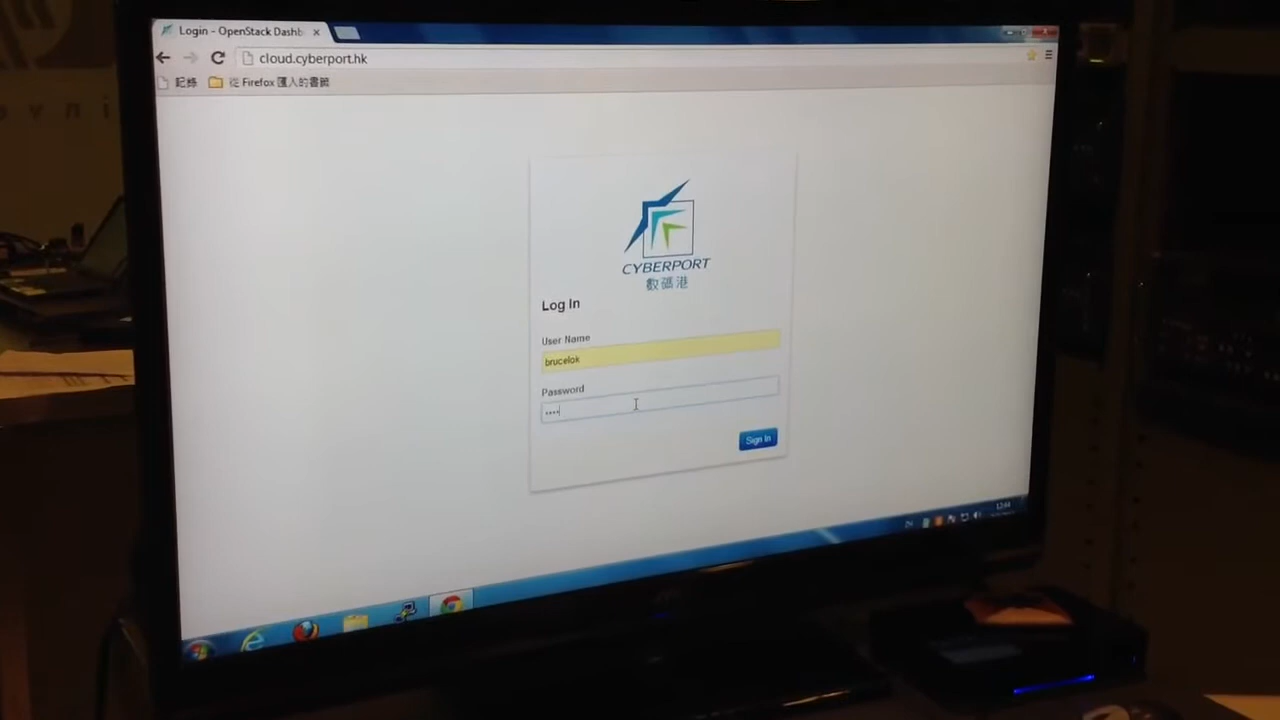 Login - OpenStack Dashb
cloud.cyberport.hk
記錄
從 Firefox 匯入的書籤
CYBERPORT
數碼港
Log In
User Name
brucelok
Password
Sign In